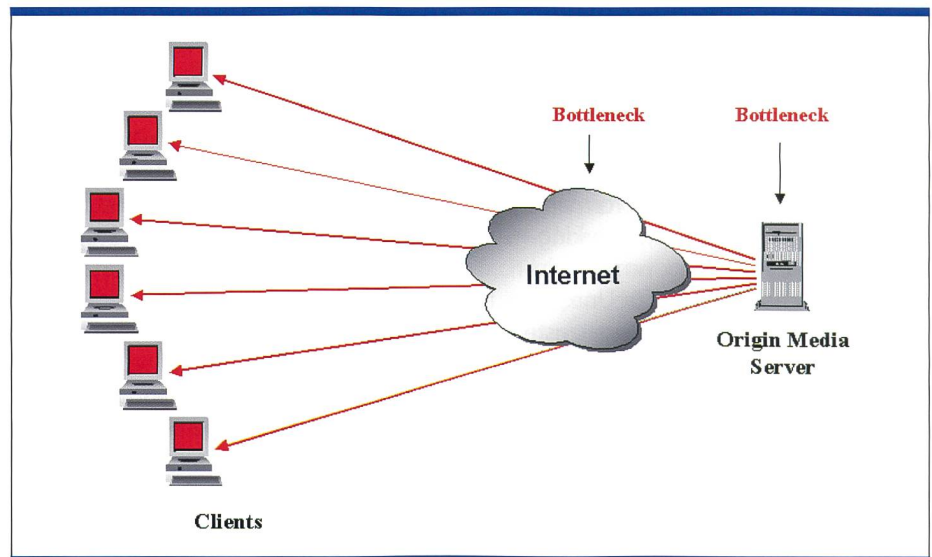 Bottleneck
Bottleneck
Internet
Origin Media
Server
Clients